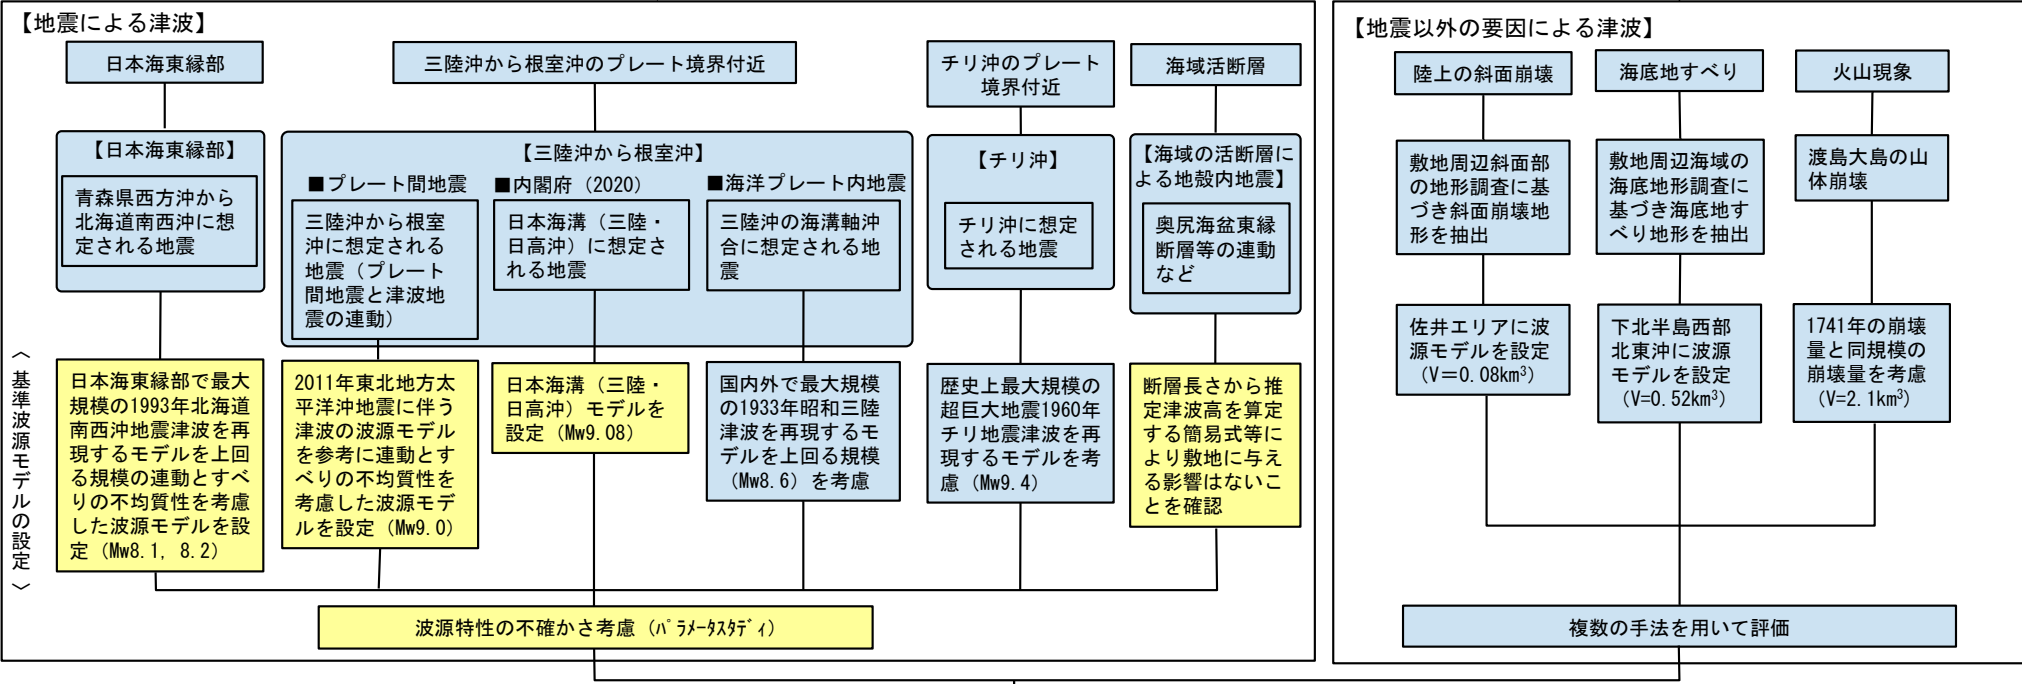 【地震による津波】
日本海東縁部
三陸沖から根室沖のプレート境界付近
チリ沖のプレート
境界付近
海域活断層
【日本海東縁部】
青森県西方沖から
北海道南西沖に想
定される地震
【三陸沖から根室沖】
■プレート間地震
三陸沖から根室
沖に想定される
地震（プレート
間地震と津波地
震の連動）
■内閣府（2020）
日本海溝（三陸・
日高沖）に想定さ
れる地震
■海洋プレート内地震
三陸沖の海溝軸沖
合に想定される地
震
【チリ沖】
チリ沖に想定
される地震
【海域の活断層に
よる地殻内地震】
奥尻海盆東縁
断層等の連動
など
〈基準波源モデルの設定〉
日本海東縁部で最大
規模の1993年北海道
南西沖地震津波を再
現するモデルを上回
る規模の連動とすべ
りの不均質性を考慮
した波源モデルを設
定（Mw8.1, 8.2）
2011年東北地方太
平洋沖地震に伴う
津波の波源モデル
を参考に連動とす
べりの不均質性を
考慮した波源モデ
ルを設定（Mw9.0）
日本海溝（三陸・
日高沖）モデルを
設定（Mw9.08）
国内外で最大規模
の1933年昭和三陸
津波を再現するモ
デルを上回る規模
（Mw8.6）を考慮
歴史上最大規模の
超巨大地震1960年
チリ地震津波を再
現するモデルを考
慮（Mw9.4）
断層長さから推
定津波高を算定
する簡易式等に
より敷地に与え
る影響はないこ
とを確認
波源特性の不確かさ考慮（ﾊﾟﾗﾒｰﾀｽﾀﾃﾞｨ）
【地震以外の要因による津波】
陸上の斜面崩壊
海底地すべり
火山現象
敷地周辺斜面部
の地形調査に基
づき斜面崩壊地
形を抽出
敷地周辺海域の
海底地形調査に
基づき海底地す
べり地形を抽出
渡島大島の山
体崩壊
佐井エリアに波
源モデルを設定
（V＝0.08km³）
下北半島西部
北東沖に波源
モデルを設定
（V=0.52km³）
1741年の崩壊
量と同規模の
崩壊量を考慮
（V=2.1km³）
複数の手法を用いて評価